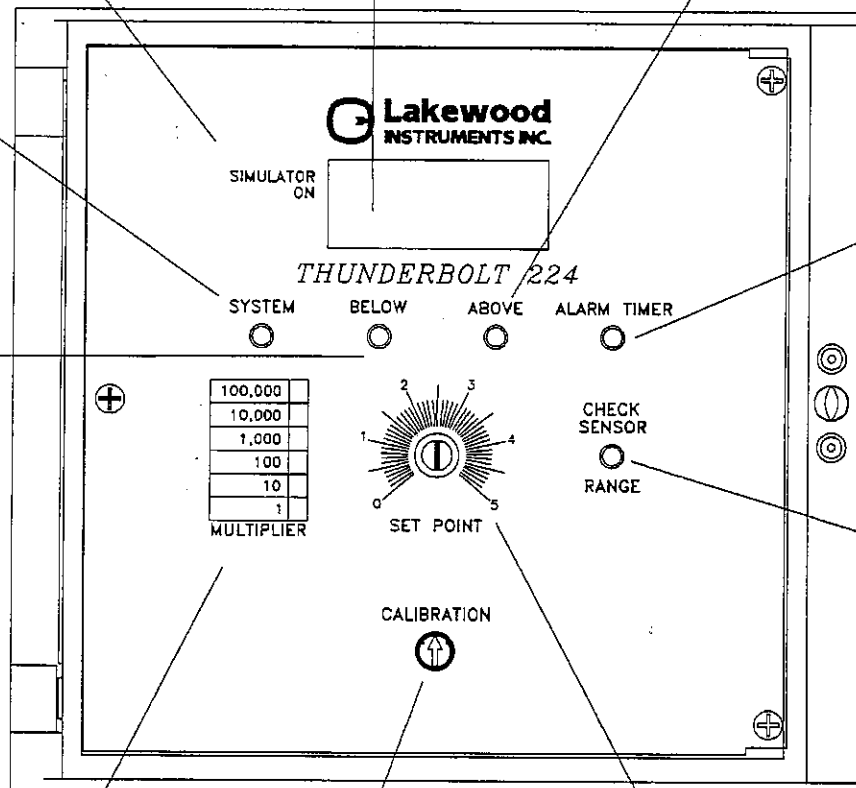 Lakewood
INSTRUMENTS INC.
SIMULATOR
ON
THUNDERBOLT 224
SYSTEM BELOW ABOVE ALARM TIMER
100,000
10,000
1,000
100
10
1
MULTIPLIER
0 1 2 3 4 5
SET POINT
CHECK
SENSOR
RANGE
CALIBRATION